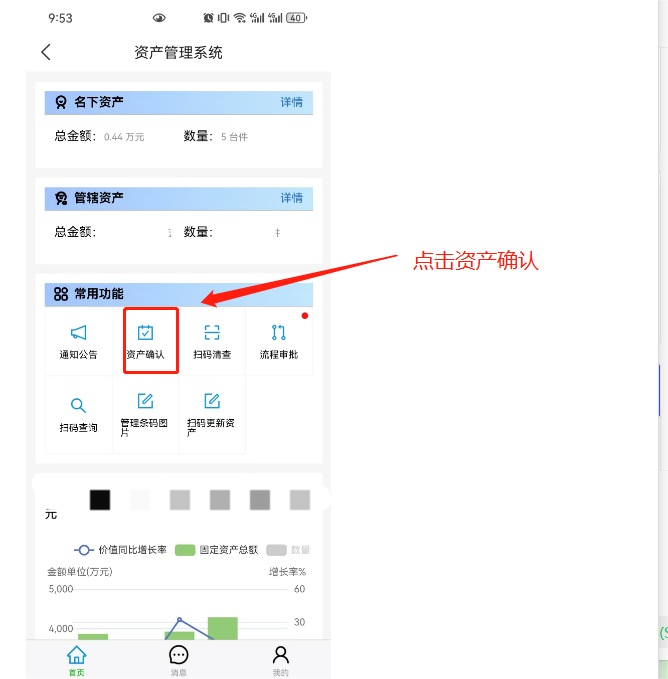 9:53
4G 4G 40
资产管理系统
名下资产 详情
总金额: 0.44 万元 数量: 5 台件
管辖资产 详情
总金额: 数量:
点击资产确认
常用功能
通知公告 资产确认 扫码清查 流程审批
扫码查询 管理条码图片 扫码更新资产
元
价值同比增长率 固定资产总额 数量
金额单位(万元) 增长率%
5,000 60
4,000 30
首页 消息 我的